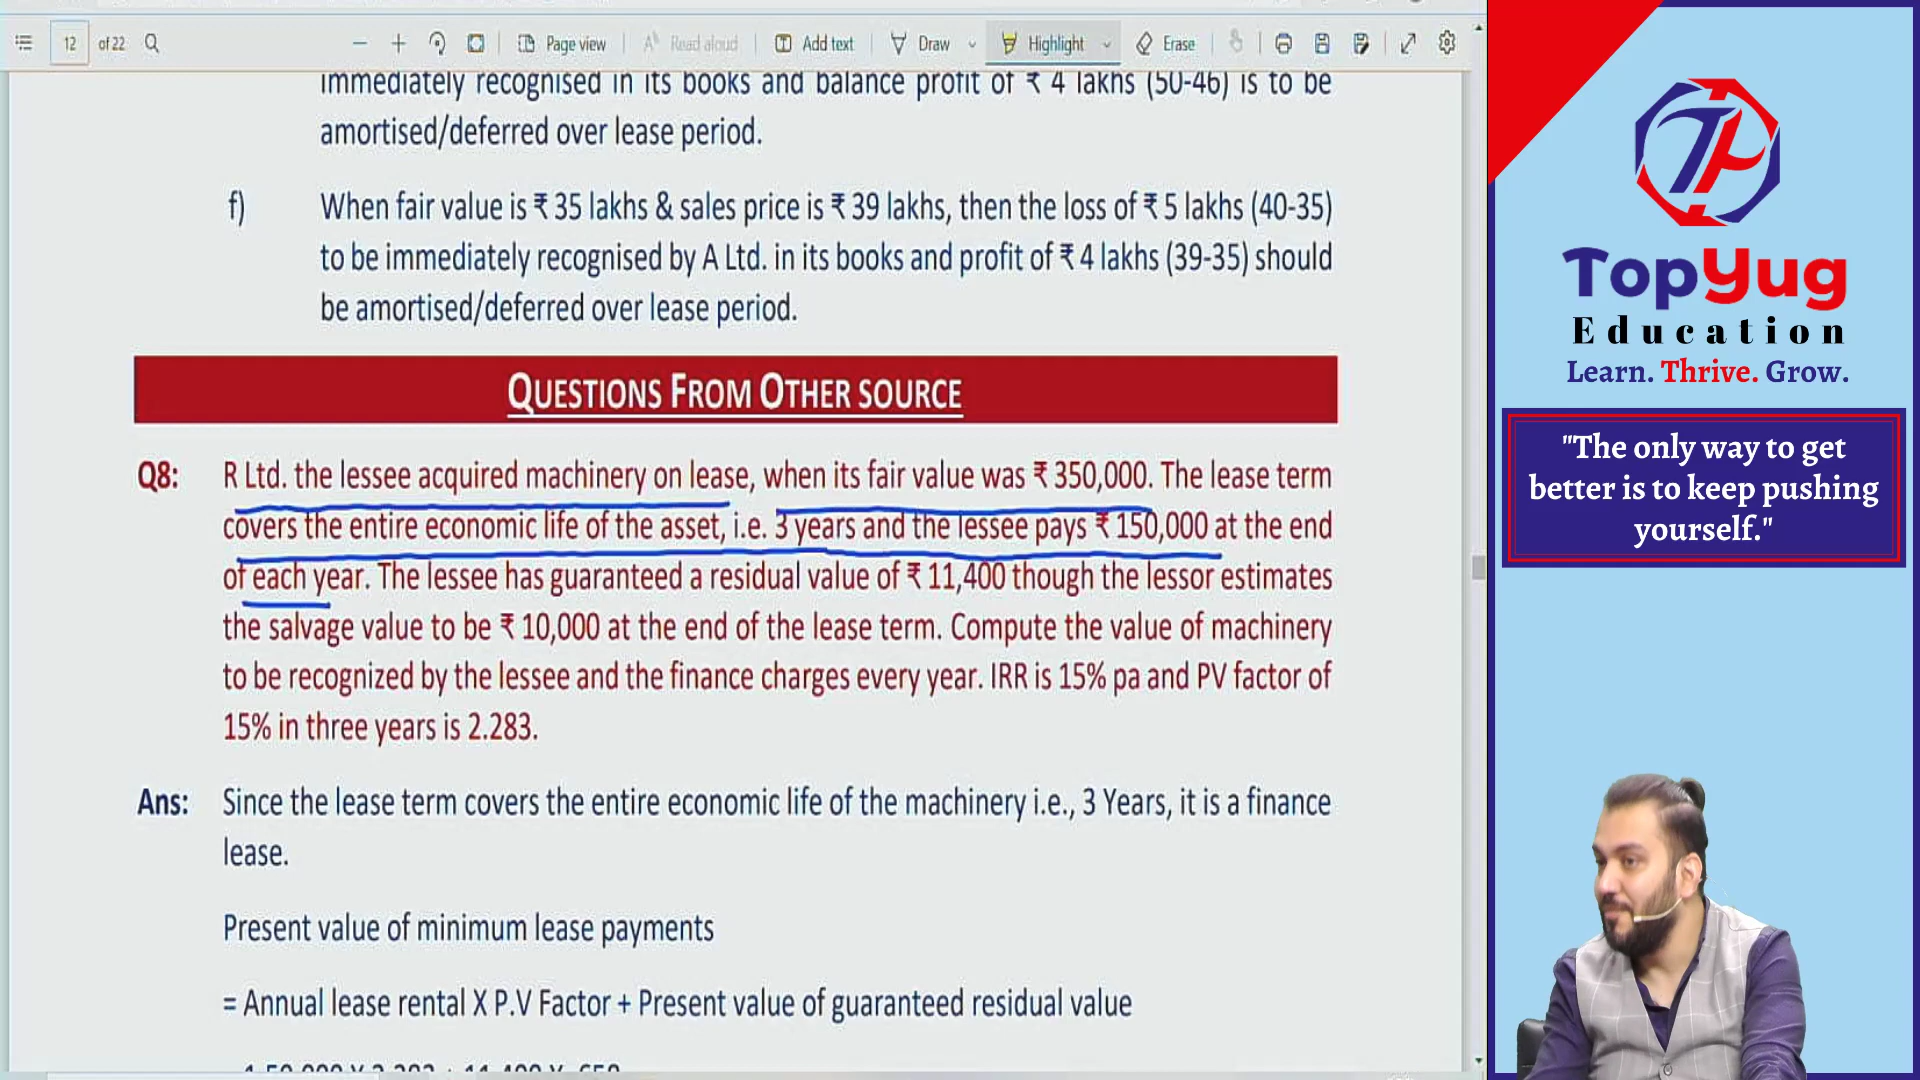 12 of 22 Page view Read aloud Add text Draw Highlight Erase
immediately recognised in its books and balance profit of ₹ 4 lakhs (50-46) is to be
amortised/deferred over lease period.
f) When fair value is ₹ 35 lakhs & sales price is ₹ 39 lakhs, then the loss of ₹ 5 lakhs (40-35)
to be immediately recognised by A Ltd. in its books and profit of ₹ 4 lakhs (39-35) should
be amortised/deferred over lease period.
QUESTIONS FROM OTHER SOURCE
Q8: R Ltd. the lessee acquired machinery on lease, when its fair value was ₹ 350,000. The lease term
covers the entire economic life of the asset, i.e. 3 years and the lessee pays ₹ 150,000 at the end
of each year. The lessee has guaranteed a residual value of ₹ 11,400 though the lessor estimates
the salvage value to be ₹ 10,000 at the end of the lease term. Compute the value of machinery
to be recognized by the lessee and the finance charges every year. IRR is 15% pa and PV factor of
15% in three years is 2.283.
Ans: Since the lease term covers the entire economic life of the machinery i.e., 3 Years, it is a finance
lease.
Present value of minimum lease payments
= Annual lease rental X P.V Factor + Present value of guaranteed residual value
TopYug
Education
Learn. Thrive. Grow.
"The only way to get
better is to keep pushing
yourself."